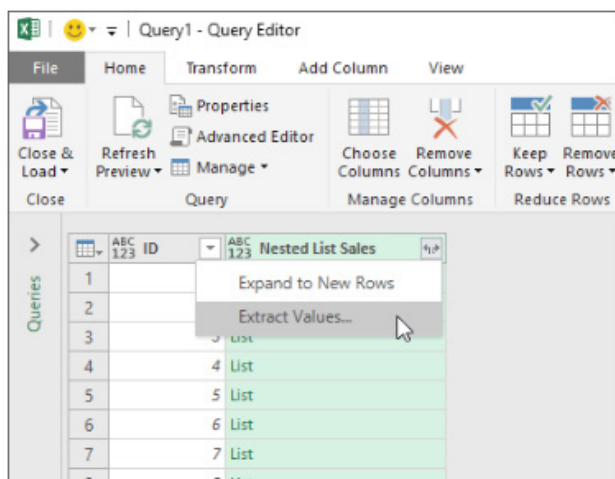 Query1 - Query Editor
File Home Transform Add Column View
Close & Load
Refresh Preview
Properties
Advanced Editor
Manage
Choose Columns
Remove Columns
Keep Rows
Remove Rows
Close Query Manage Columns Reduce Rows
Queries
ABC 123 ID ABC 123 Nested List Sales
Expand to New Rows
Extract Values...
1
2
3 List
4 4 List
5 5 List
6 6 List
7 7 List